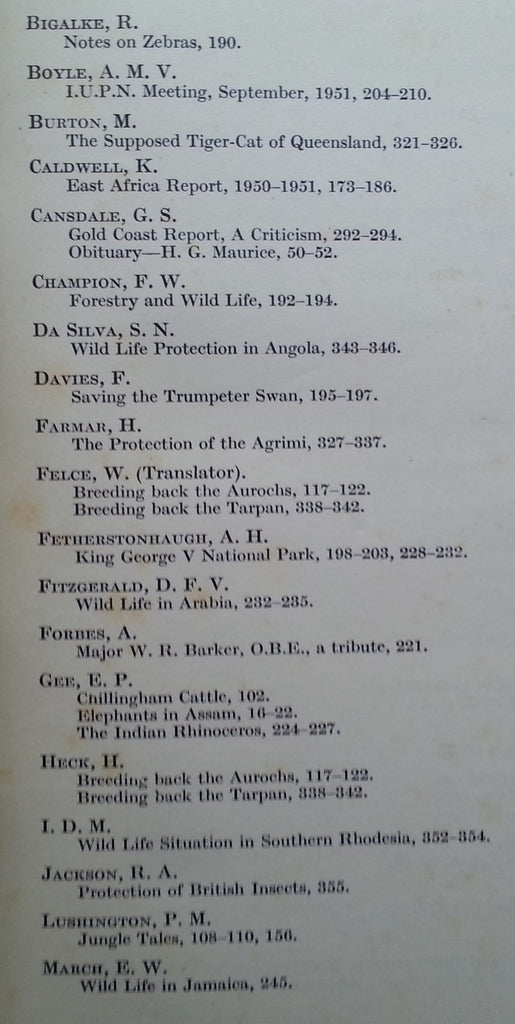 BIGALKE, R.
Notes on Zebras, 190.
BOYLE, A. M. V.
I.U.P.N. Meeting, September, 1951, 204–210.
BURTON, M.
The Supposed Tiger-Cat of Queensland, 321–326.
CALDWELL, K.
East Africa Report, 1950–1951, 173–186.
CANSDALE, G. S.
Gold Coast Report, A Criticism, 292–294.
Obituary—H. G. Maurice, 50–52.
CHAMPION, F. W.
Forestry and Wild Life, 192–194.
DA SILVA, S. N.
Wild Life Protection in Angola, 343–346.
DAVIES, F.
Saving the Trumpeter Swan, 195–197.
FARMAR, H.
The Protection of the Agrimi, 327–337.
FELCE, W. (Translator).
Breeding back the Aurochs, 117–122.
Breeding back the Tarpan, 338–342.
FETHERSTONHAUGH, A. H.
King George V National Park, 198–203, 228–232.
FITZGERALD, D. F. V.
Wild Life in Arabia, 232–235.
FORBES, A.
Major W. R. Barker, O.B.E., a tribute, 221.
GEE, E. P.
Chillingham Cattle, 102.
Elephants in Assam, 16–22.
The Indian Rhinoceros, 224–227.
HECK, H.
Breeding back the Aurochs, 117–122.
Breeding back the Tarpan, 338–342.
I. D. M.
Wild Life Situation in Southern Rhodesia, 352–354.
JACKSON, R. A.
Protection of British Insects, 355.
LUSHINGTON, P. M.
Jungle Tales, 108–110, 156.
MARCH, E. W.
Wild Life in Jamaica, 245.